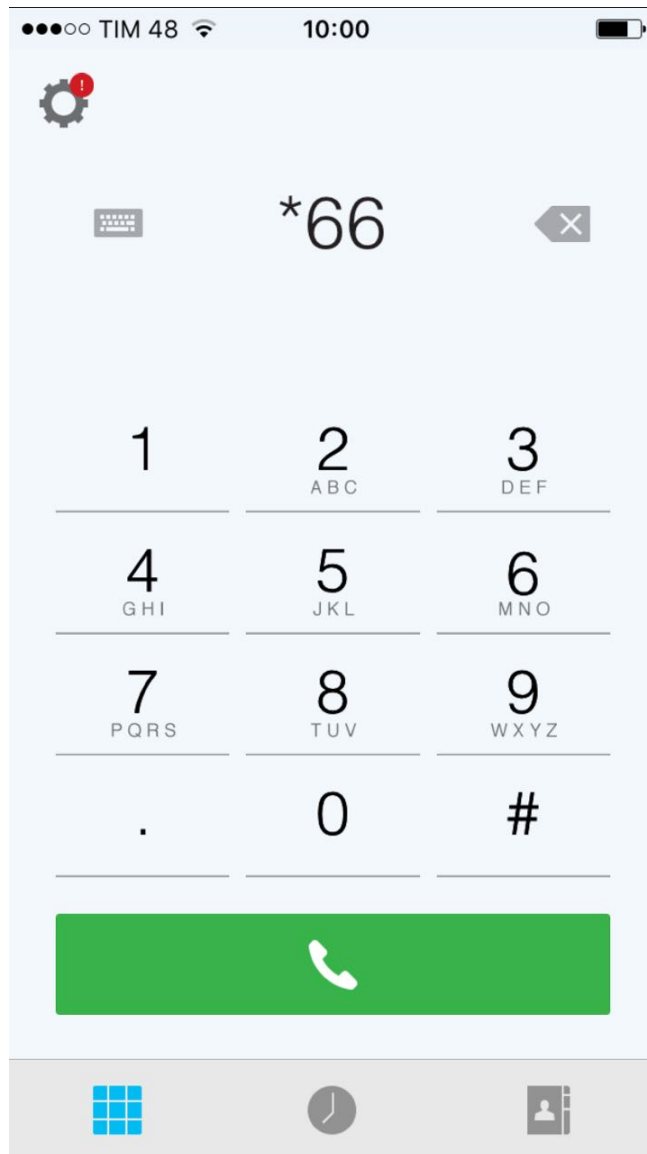 TIM 48 10:00
!
*66
1 2 3
ABC DEF
4 5 6
GHI JKL MNO
7 8 9
PQRS TUV WXYZ
. 0 #